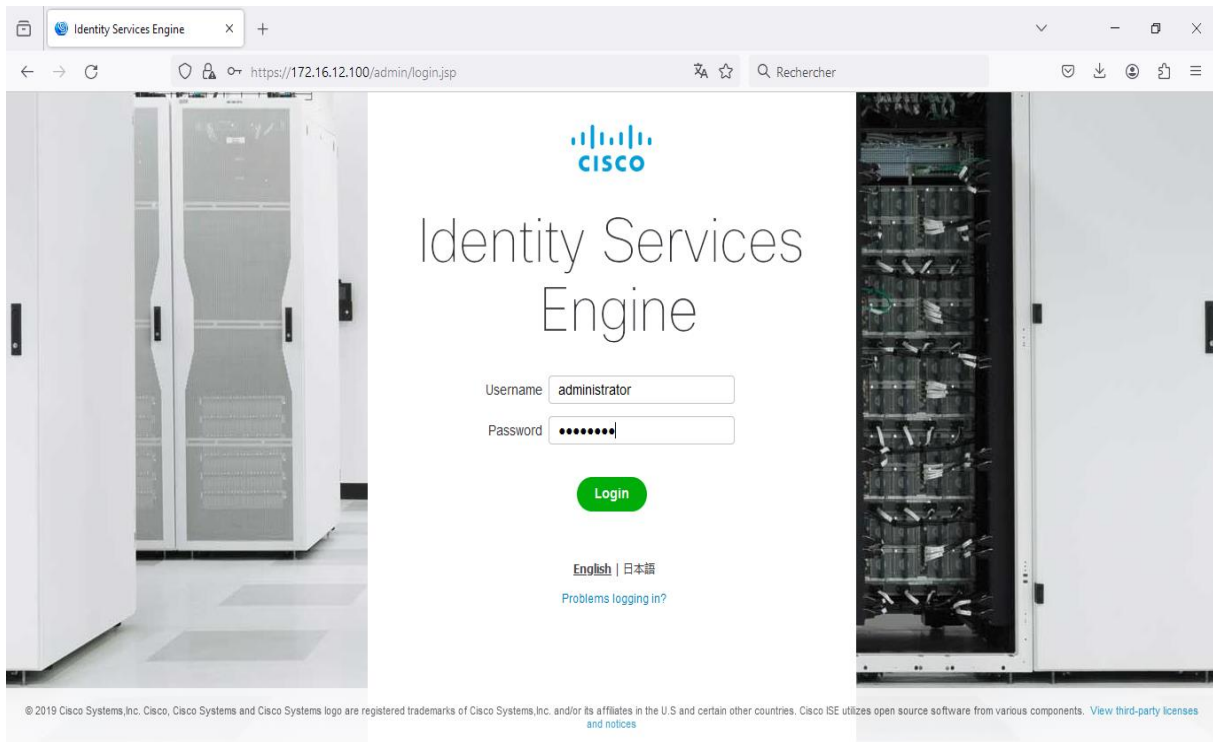 Identity Services Engine
https://172.16.12.100/admin/login.jsp
Rechercher
CISCO
Identity Services
Engine
Username administrator
Password ••••••••
Login
English | 日本語
Problems logging in?
© 2019 Cisco Systems,Inc. Cisco, Cisco Systems and Cisco Systems logo are registered trademarks of Cisco Systems,Inc. and/or its affiliates in the U.S and certain other countries. Cisco ISE utilizes open source software from various components. View third-party licenses
and notices